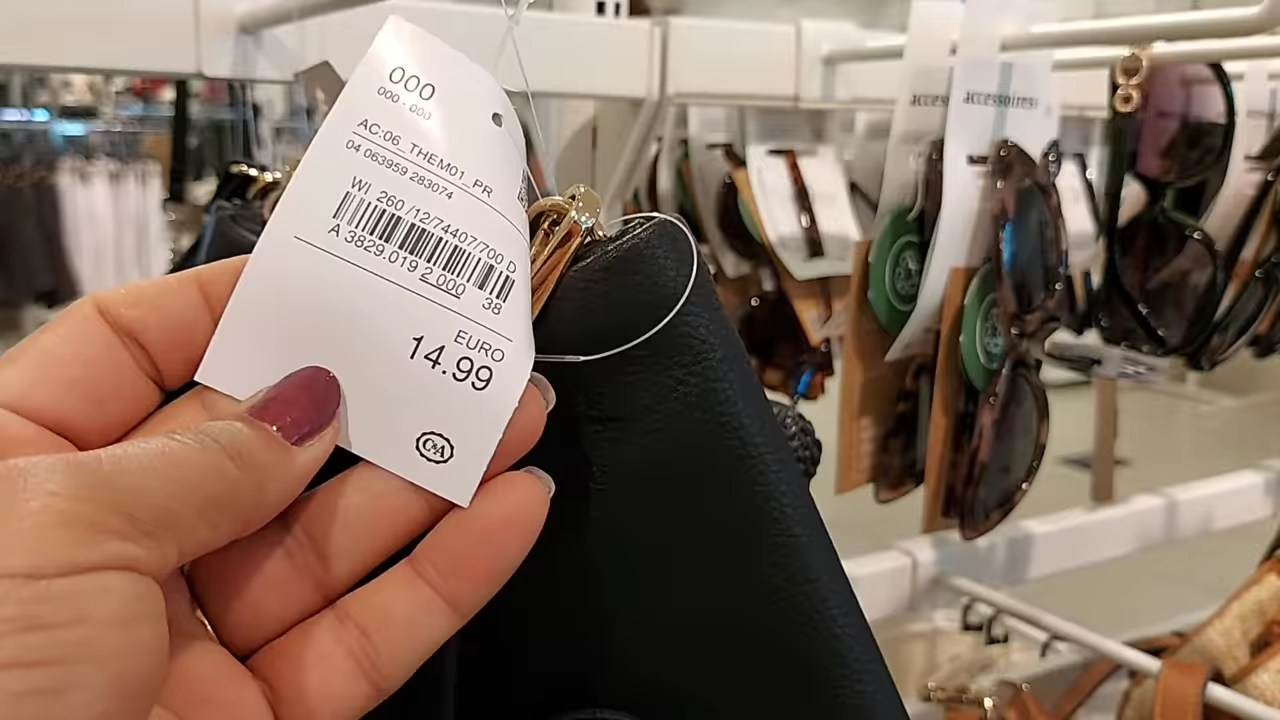 000
000 - 000
AC:06_THEM01_PR
04 063959 283074
WI 260 /12/74407/700 D
A 3829.019 2 000 38
EURO
14.99
C&A
accessoires